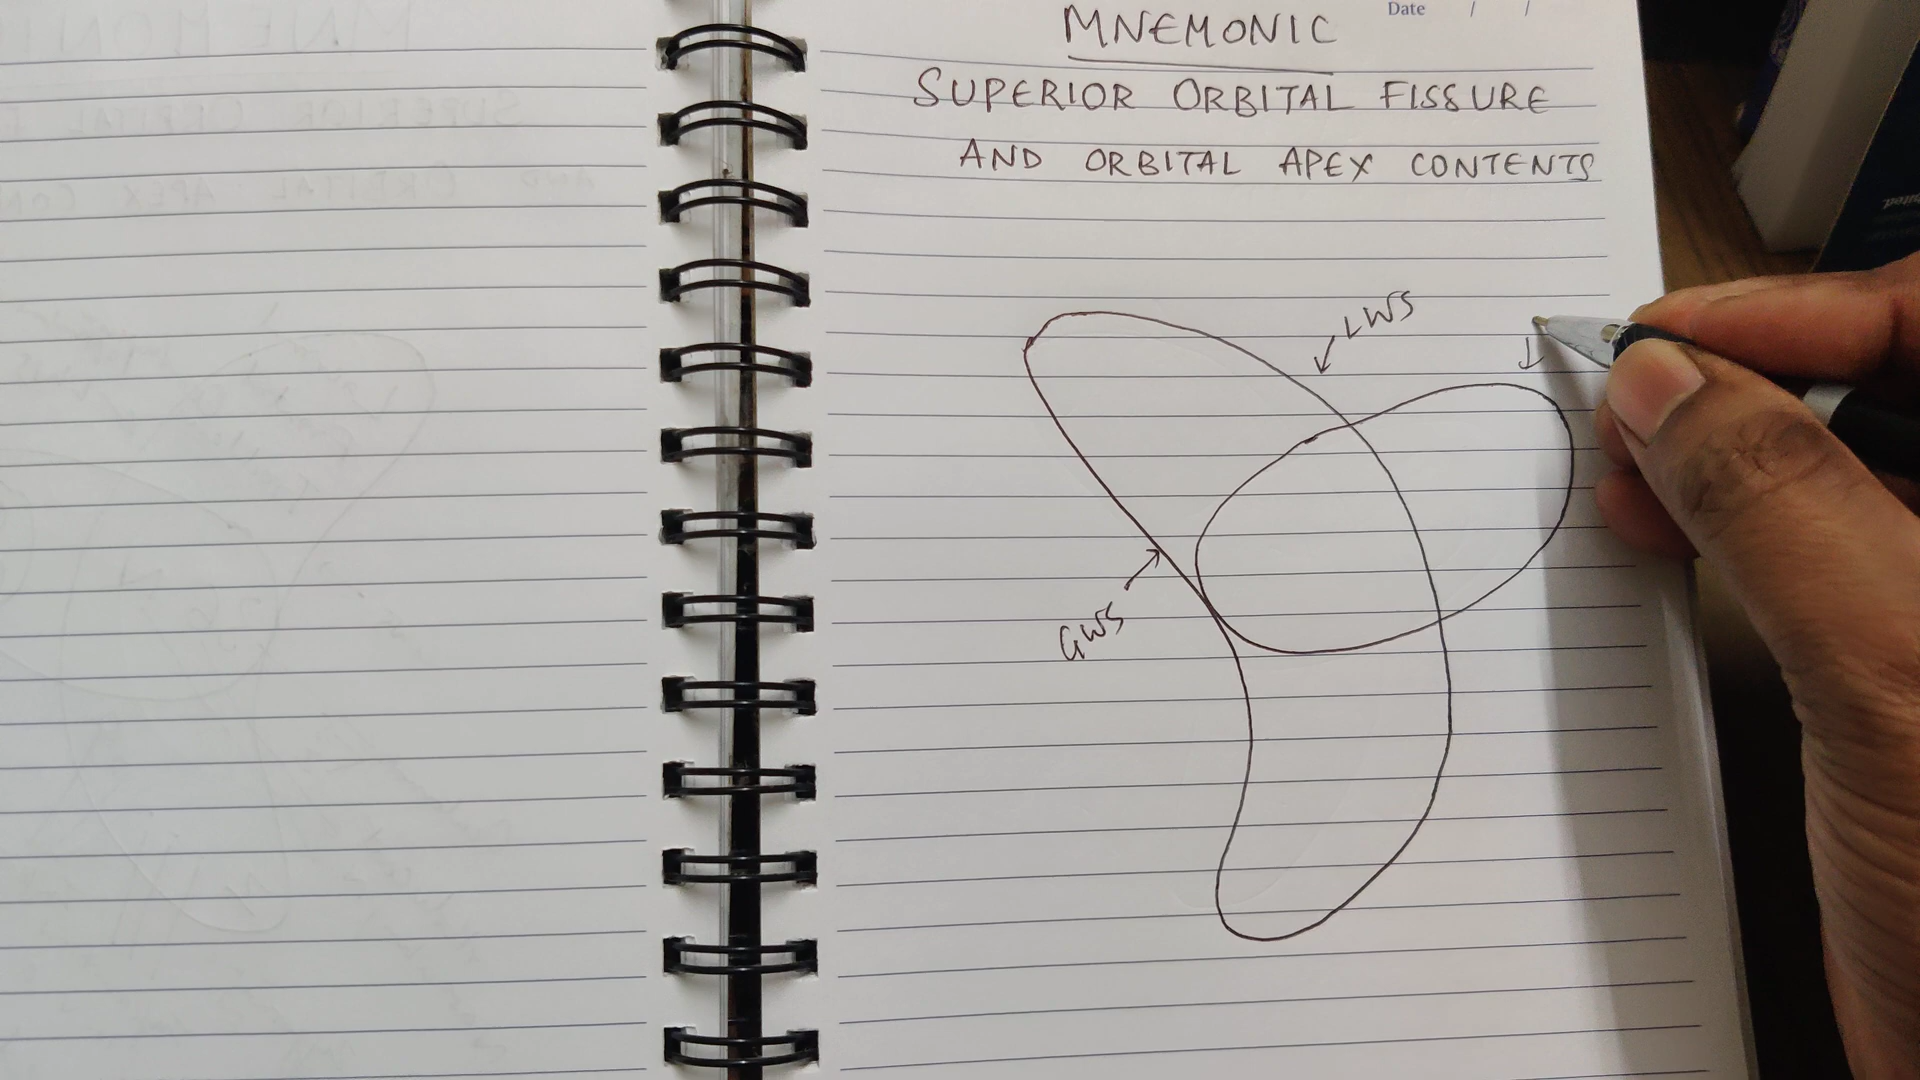 Date / /
MNEMONIC
SUPERIOR ORBITAL FISSURE
AND ORBITAL APEX CONTENTS
LWS
GWS